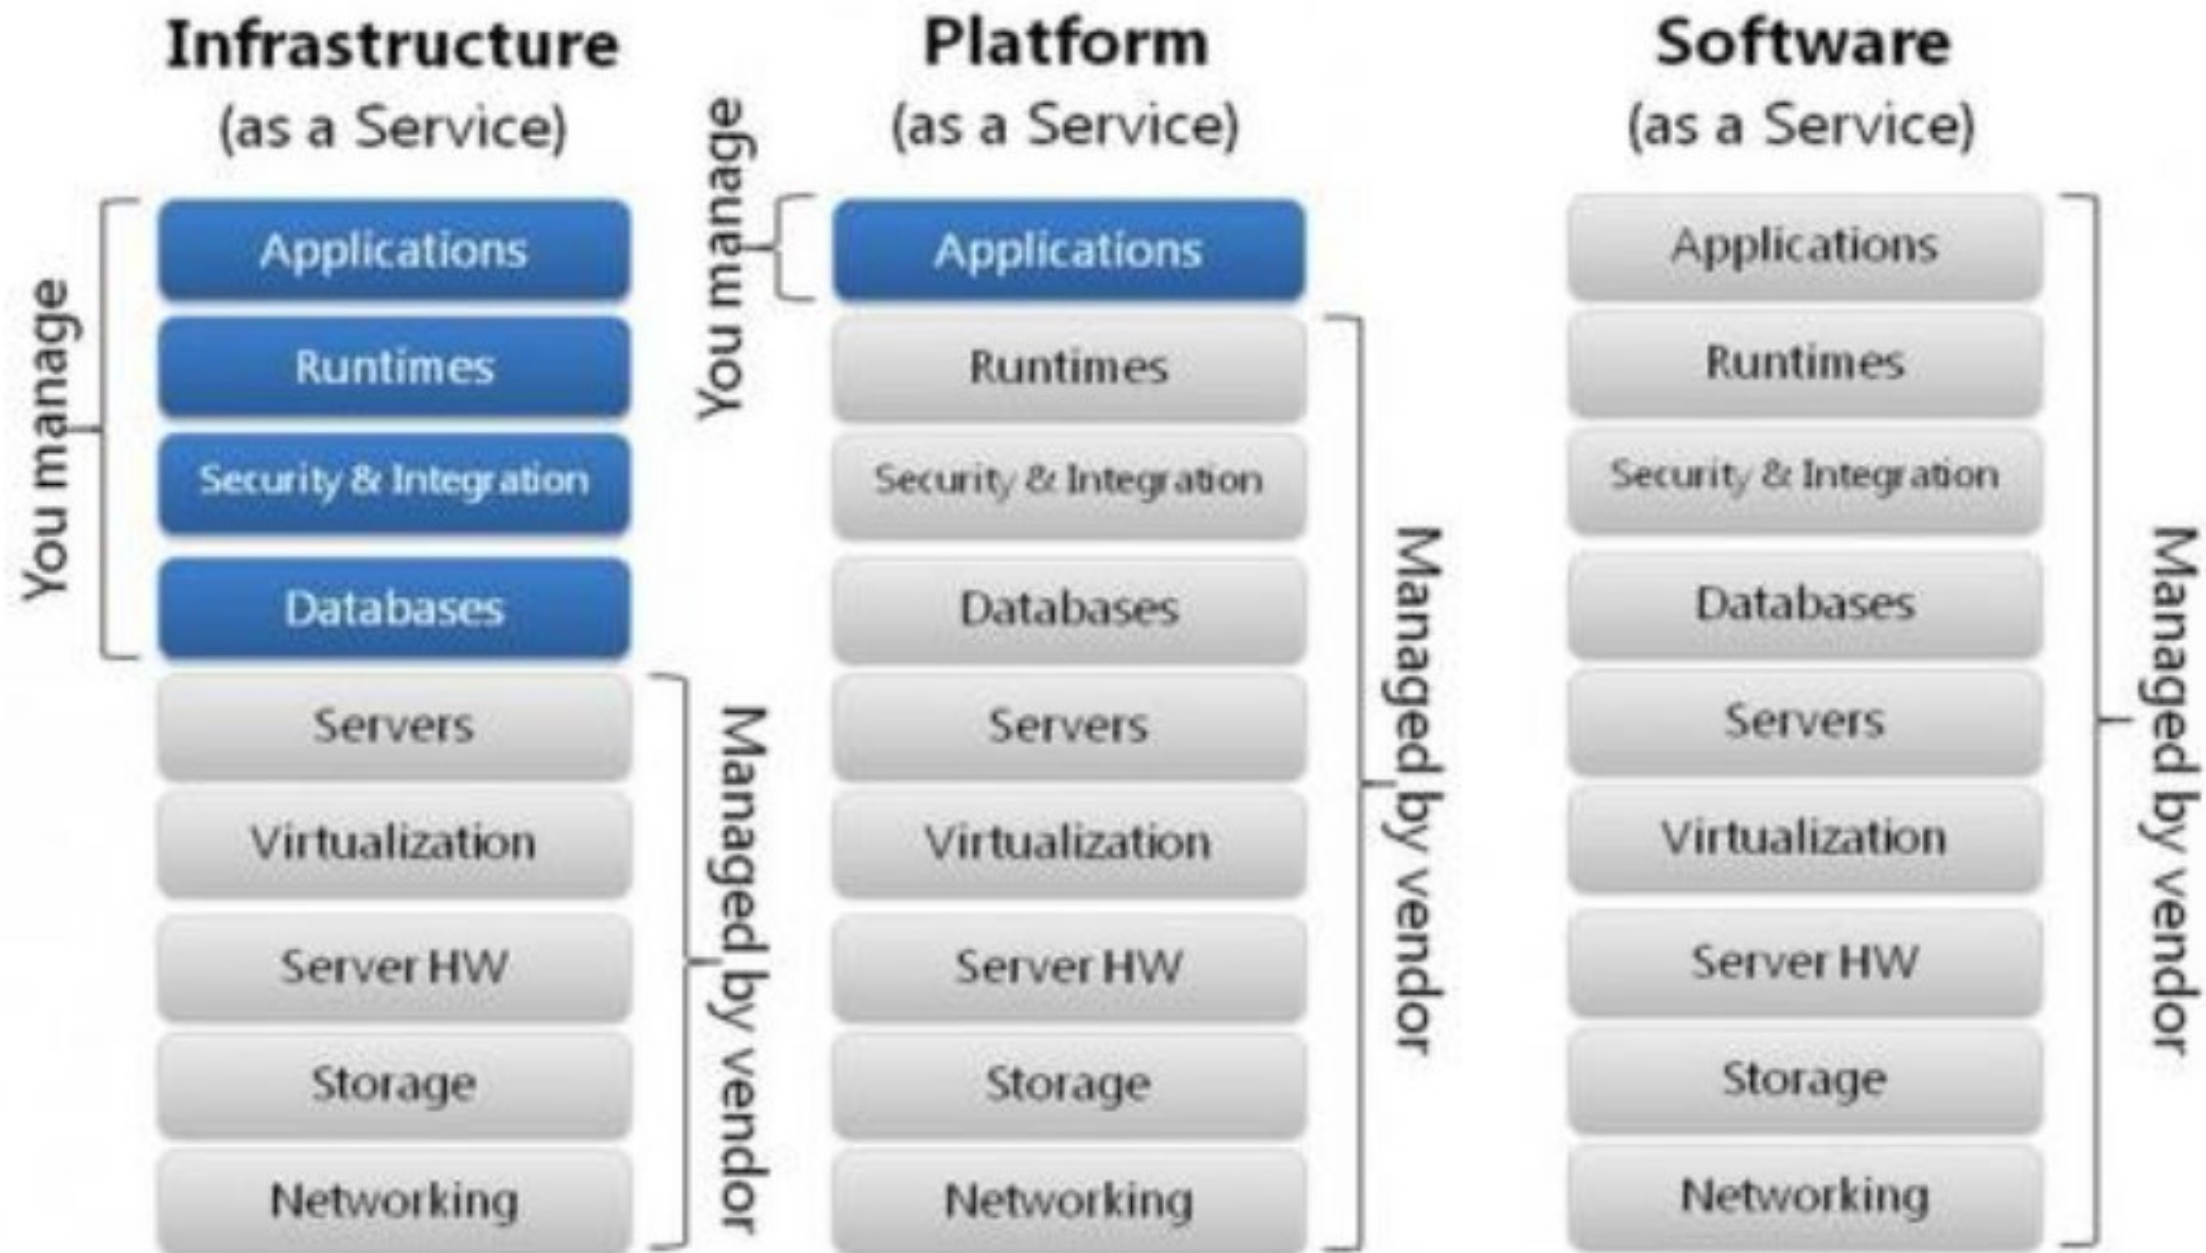 Infrastructure
(as a Service)
You manage
Applications
Runtimes
Security & Integration
Databases
Servers
Virtualization
Server HW
Storage
Networking
Managed by vendor
Platform
(as a Service)
You manage
Applications
Runtimes
Security & Integration
Databases
Servers
Virtualization
Server HW
Storage
Networking
Managed by vendor
Software
(as a Service)
Applications
Runtimes
Security & Integration
Databases
Servers
Virtualization
Server HW
Storage
Networking
Managed by vendor